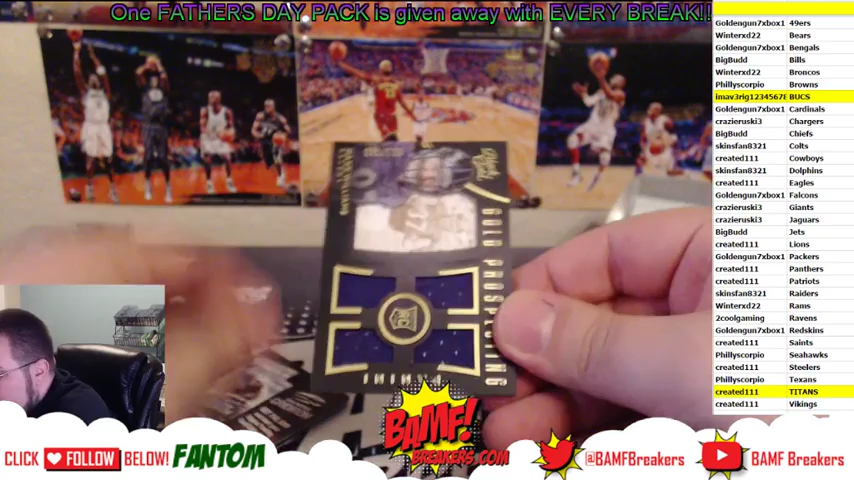 One FATHERS DAY PACK is given away with EVERY BREAK!!
Goldengun7xbox1 49ers
Winterxd22 Bears
Goldengun7xbox1 Bengals
BigBudd Bills
Winterxd22 Broncos
Phillyscorpio Browns
imav3rig12345678 BUCS
Goldengun7xbox1 Cardinals
crazieruski3 Chargers
BigBudd Chiefs
skinsfan8321 Colts
created111 Cowboys
skinsfan8321 Dolphins
created111 Eagles
Goldengun7xbox1 Falcons
crazieruski3 Giants
crazieruski3 Jaguars
BigBudd Jets
created111 Lions
Goldengun7xbox1 Packers
created111 Panthers
created111 Patriots
skinsfan8321 Raiders
Winterxd22 Rams
2coolgaming Ravens
Goldengun7xbox1 Redskins
created111 Saints
Phillyscorpio Seahawks
created111 Steelers
Phillyscorpio Texans
created111 TITANS
created111 Vikings
GOLD PROSPECTING
BAMF!
BREAKERS.COM
CLICK FOLLOW BELOW! FANTOM
@BAMFBreakers
BAMF Breakers